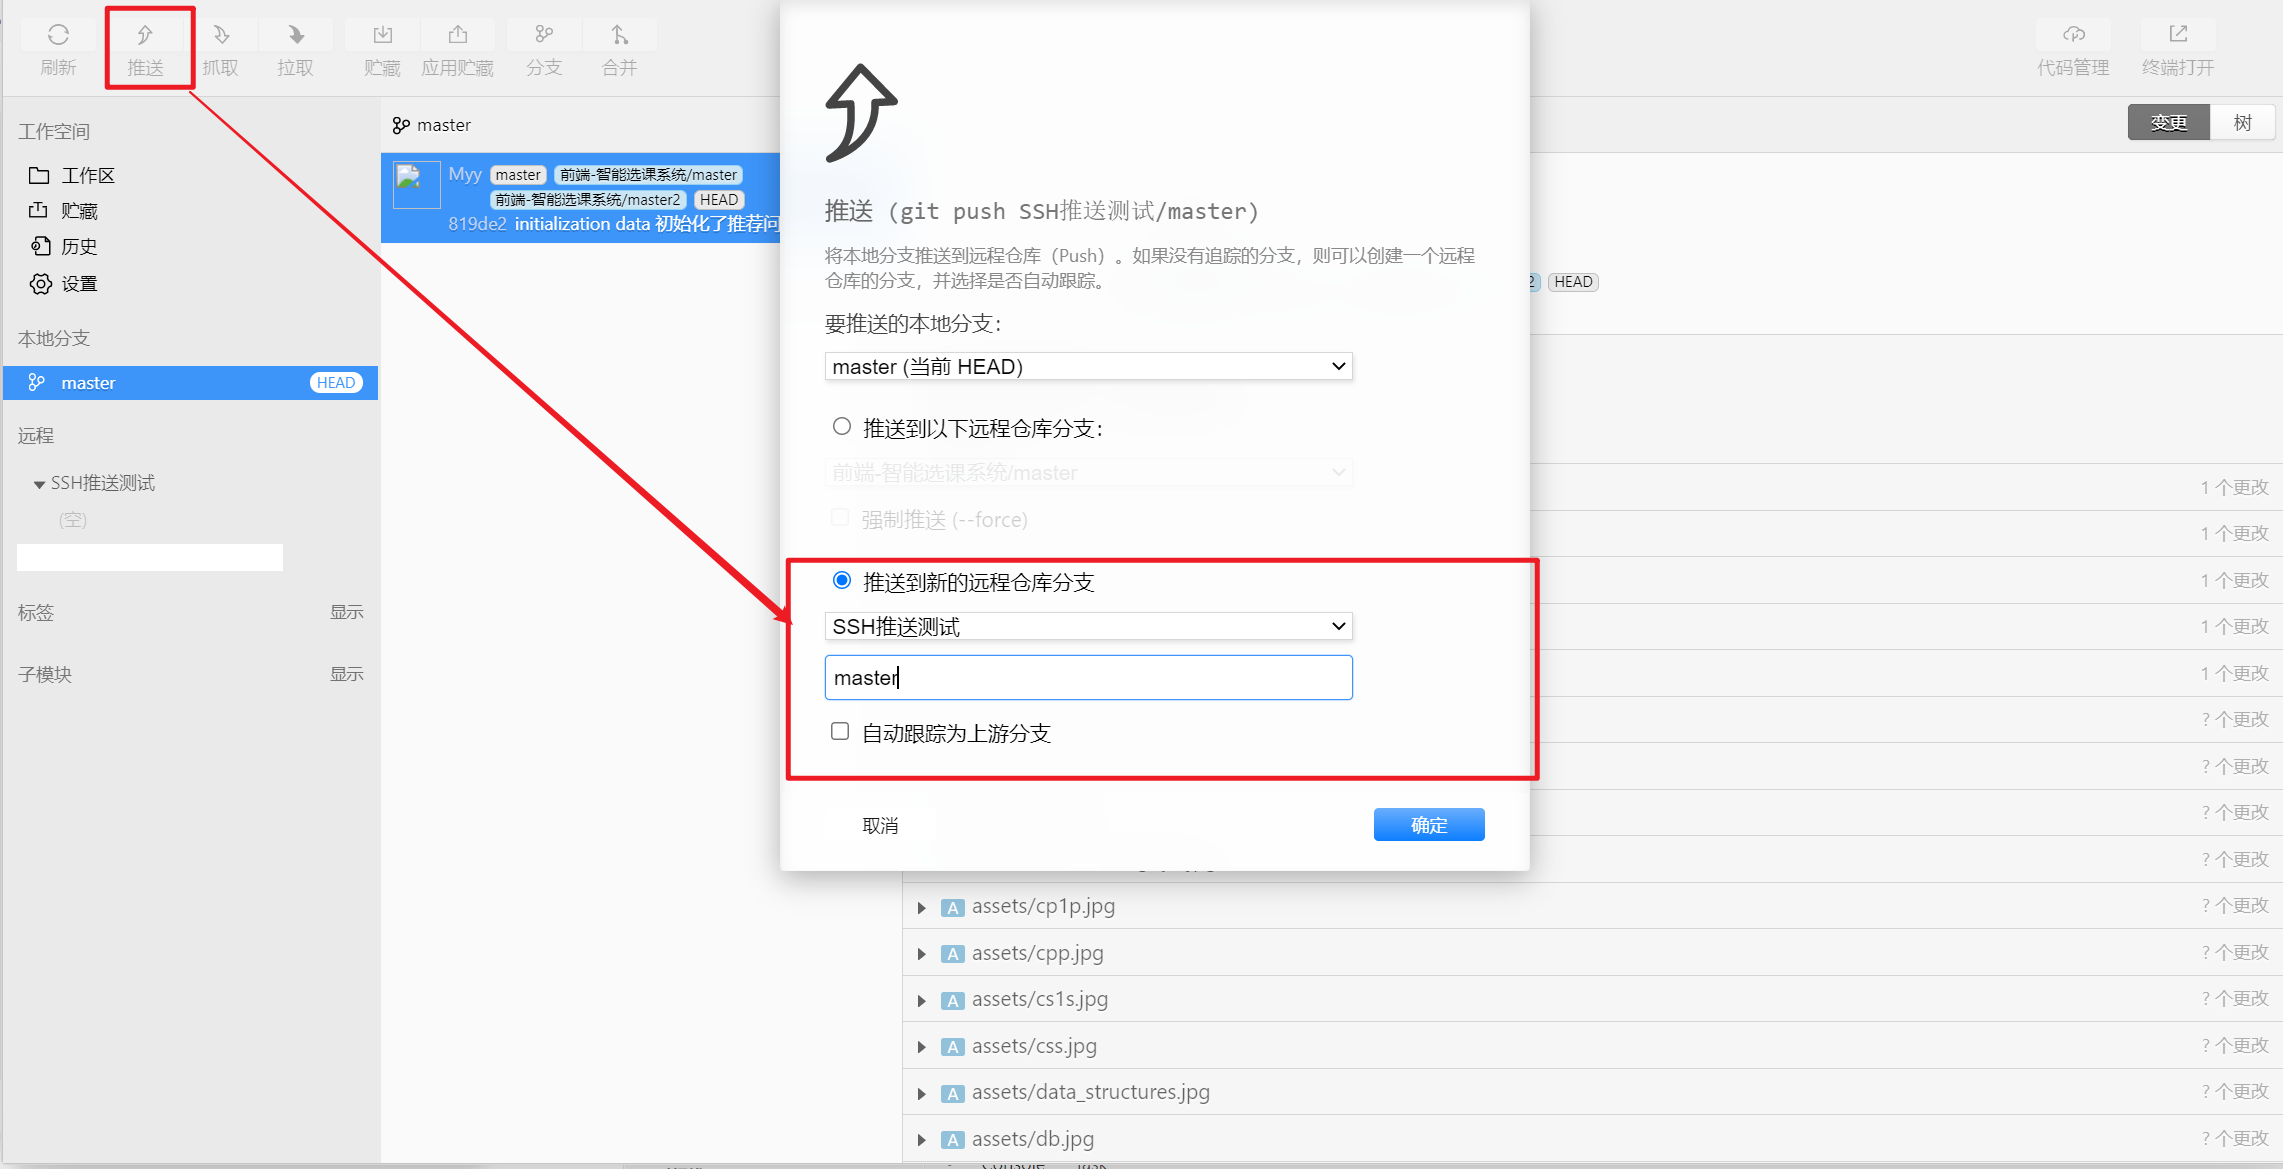 刷新
推送
抓取
拉取
贮藏
应用贮藏
分支
合并
代码管理
终端打开
工作空间
工作区
贮藏
历史
设置
本地分支
master HEAD
远程
SSH推送测试
(空)
标签 显示
子模块 显示
master
Myy master 前端-智能选课系统/master
前端-智能选课系统/master2 HEAD
819de2 initialization data 初始化了推荐问
推送 (git push SSH推送测试/master)
将本地分支推送到远程仓库（Push）。如果没有追踪的分支，则可以创建一个远程
仓库的分支，并选择是否自动跟踪。
要推送的本地分支：
master (当前 HEAD)
推送到以下远程仓库分支：
前端-智能选课系统/master
强制推送 (--force)
推送到新的远程仓库分支
SSH推送测试
master
自动跟踪为上游分支
取消
确定
变更
树
2 HEAD
1 个更改
1 个更改
1 个更改
1 个更改
1 个更改
? 个更改
? 个更改
? 个更改
? 个更改
A assets/cp1p.jpg ? 个更改
A assets/cpp.jpg ? 个更改
A assets/cs1s.jpg ? 个更改
A assets/css.jpg ? 个更改
A assets/data_structures.jpg ? 个更改
A assets/db.jpg ? 个更改